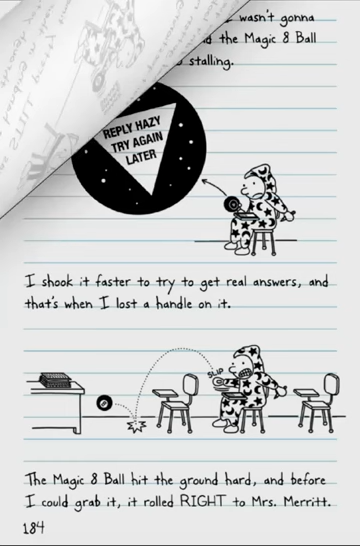 wasn't gonna
the Magic 8 Ball
stalling.
REPLY HAZY
TRY AGAIN
LATER
I shook it faster to try to get real answers, and
that's when I lost a handle on it.
SLIP
The Magic 8 Ball hit the ground hard, and before
I could grab it, it rolled RIGHT to Mrs. Merritt.
184